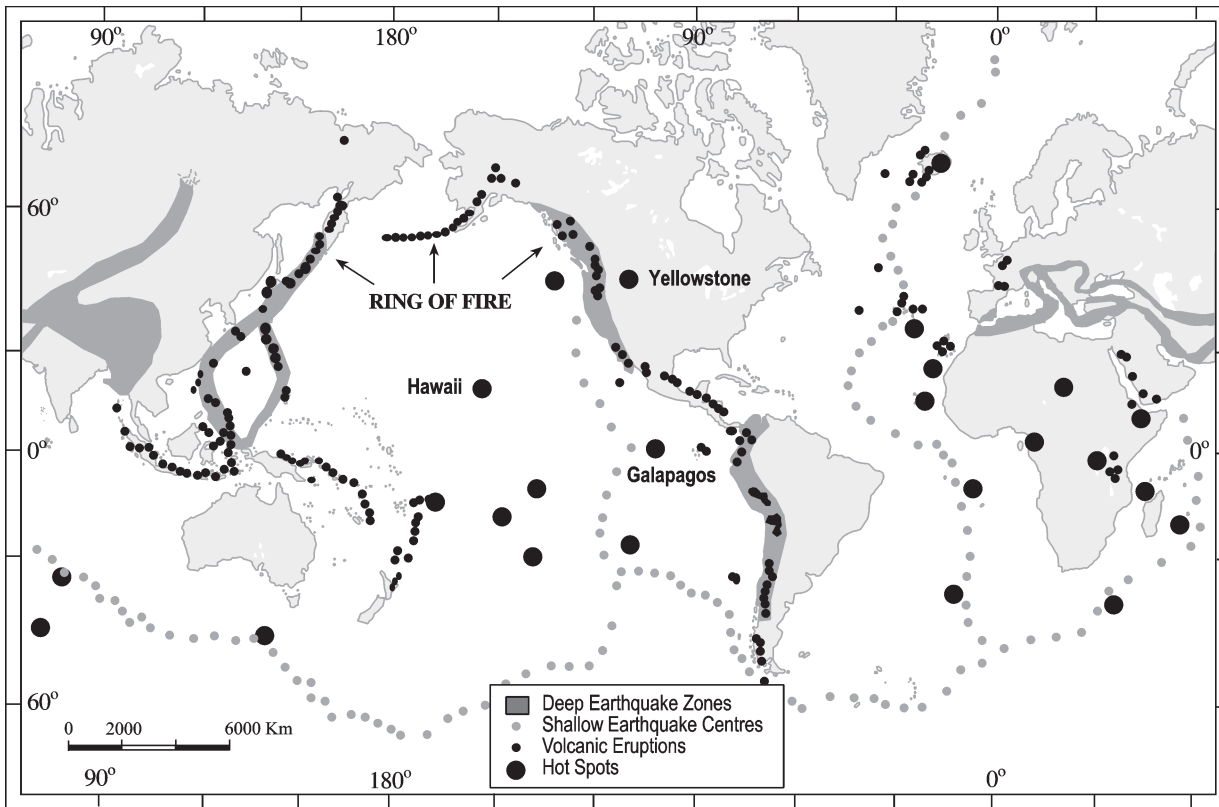 90º 180º 90º 0º
60º
Yellowstone
RING OF FIRE
Hawaii
0º 0º
Galapagos
60º
Deep Earthquake Zones
Shallow Earthquake Centres
Volcanic Eruptions
Hot Spots
0 2000 6000 Km
90º 180º 0º